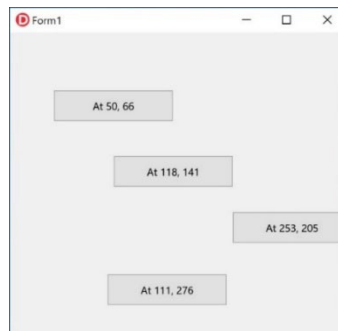 Form1
At 50, 66
At 118, 141
At 253, 205
At 111, 276